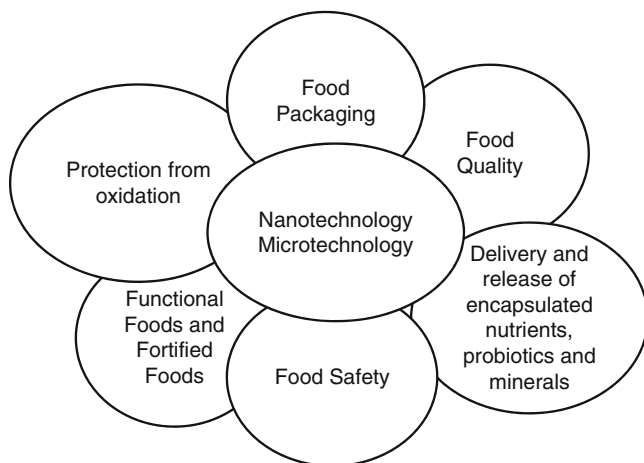 Food
Packaging
Food
Quality
Protection from
oxidation
Nanotechnology
Microtechnology
Delivery and
release of
encapsulated
nutrients,
probiotics and
minerals
Functional
Foods and
Fortified
Foods
Food Safety